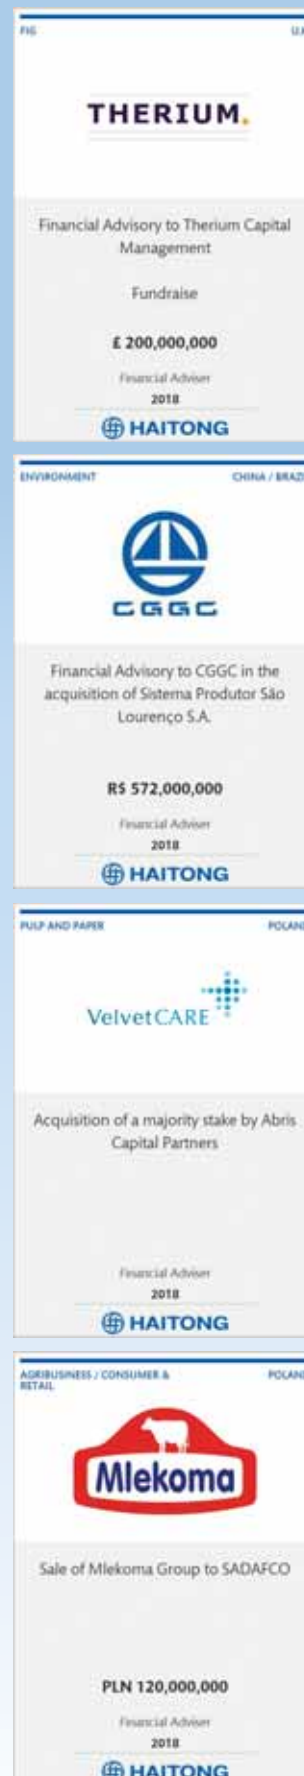 FIG
THERIUM.
Financial Advisory to Therium Capital
Management
Fundraise
£ 200,000,000
Financial Adviser
2018
HAITONG
ENVIRONMENT CHINA / BRAZI
CGGC
Financial Advisory to CGGC in the
acquisition of Sistema Produtor São
Lourenço S.A.
R$ 572,000,000
Financial Adviser
2018
HAITONG
PULP AND PAPER POLAN
VelvetCARE
Acquisition of a majority stake by Abris
Capital Partners
Financial Adviser
2018
HAITONG
AGRIBUSINESS / CONSUMER & POLAN
RETAIL
Mlekoma
Sale of Mlekoma Group to SADAFCO
PLN 120,000,000
Financial Adviser
2018
HAITONG